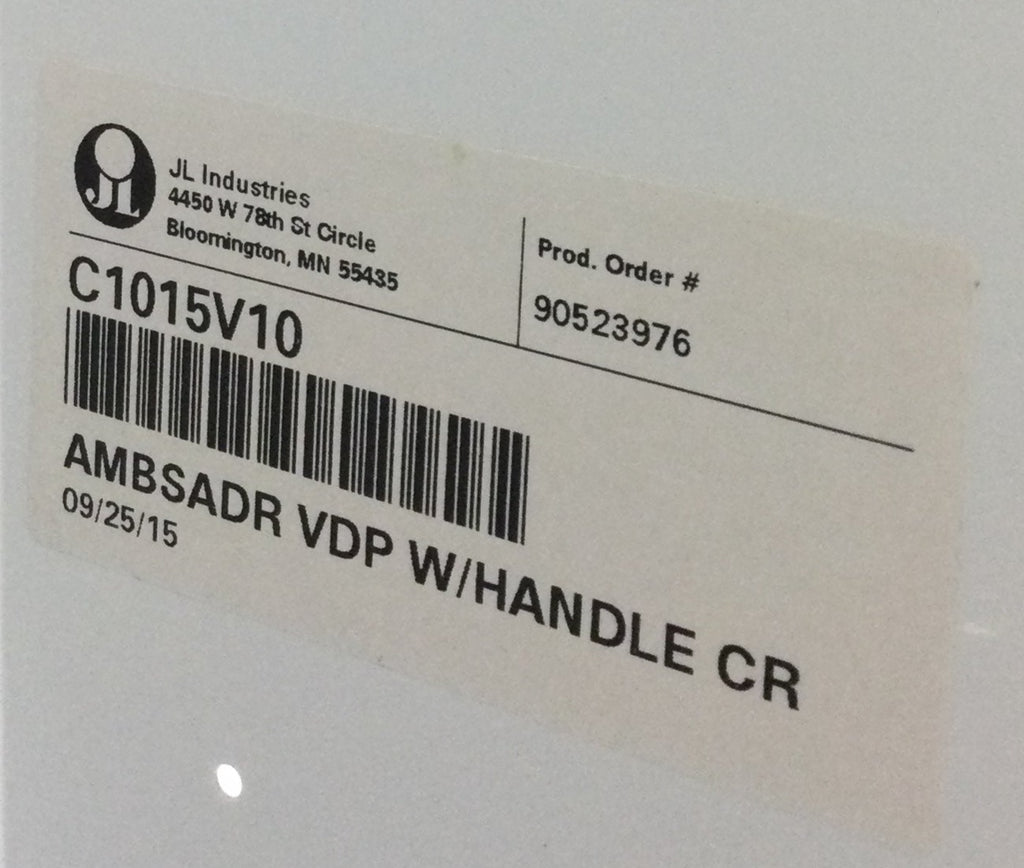 JL
JL Industries
4450 W 78th St Circle
Bloomington, MN 55435
Prod. Order #
90523976
C1015V10
AMBSADR VDP W/HANDLE CR
09/25/15